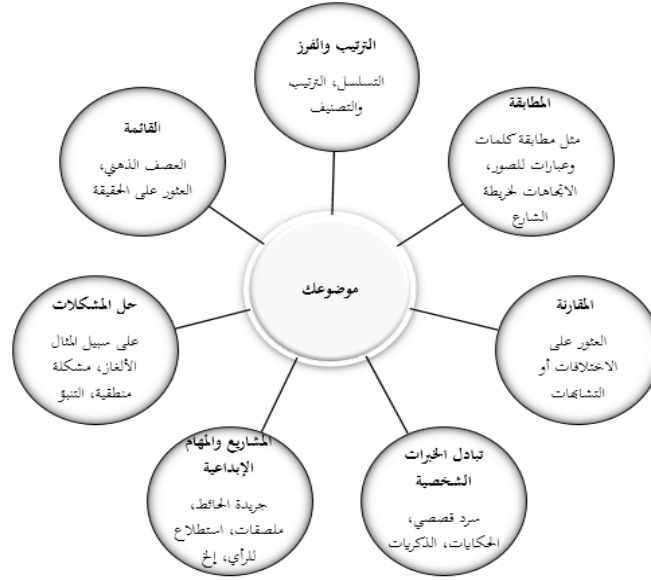 الترتيب والفرز
التسلسل، الترتيب
والتصنيف
المطابقة
مثل مطابقة كلمات
وعبارات للصور،
الاتجاهات لخريطة
الشارع
القائمة
العصف الذهني،
العثور على الحقيقة
موضوعك
المقارنة
العثور على
الاختلافات أو
التشابهات
حل المشكلات
على سبيل المثال
الألغاز، مشكلة
منطقية، التنبؤ
تبادل الخبرات
الشخصية
سرد قصصي،
الحكايات، الذكريات
المشاريع والمهام
الإبداعية
جريدة الحائط،
ملصقات، استطلاع
للرأي، إلخ